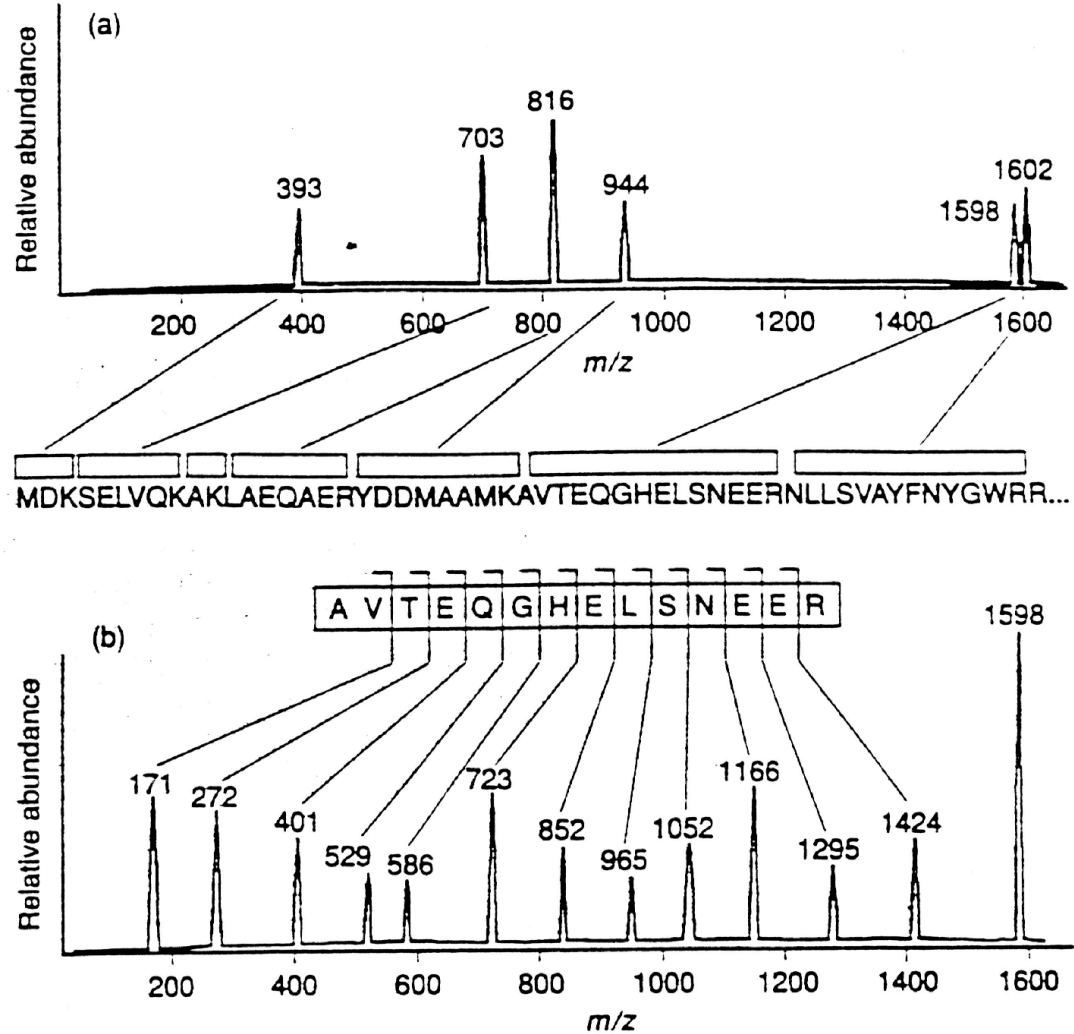 (a)
Relative abundance
393
703
816
944
1598
1602
200 400 600 800 1000 1200 1400 1600
m/z
MDKSELVQKAKLAEQAERYDDMAAMKAVTEQGHELSNEERNLLSVAYFNYGWRR...
A V T E Q G H E L S N E E R
(b)
Relative abundance
171
272
401
529
586
723
852
965
1052
1166
1295
1424
1598
200 400 600 800 1000 1200 1400 1600
m/z